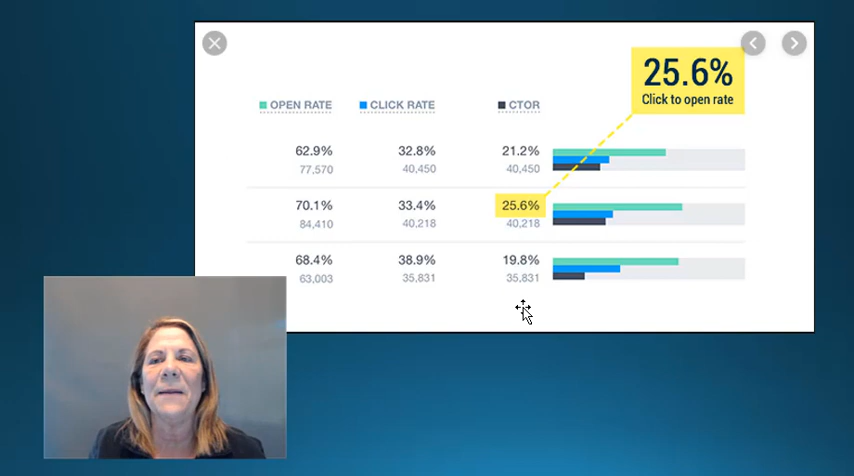 25.6%
Click to open rate
OPEN RATE CLICK RATE CTOR
62.9% 32.8% 21.2%
77,570 40,450 40,450
70.1% 33.4% 25.6%
84,410 40,218 40,218
68.4% 38.9% 19.8%
63,003 35,831 35,831